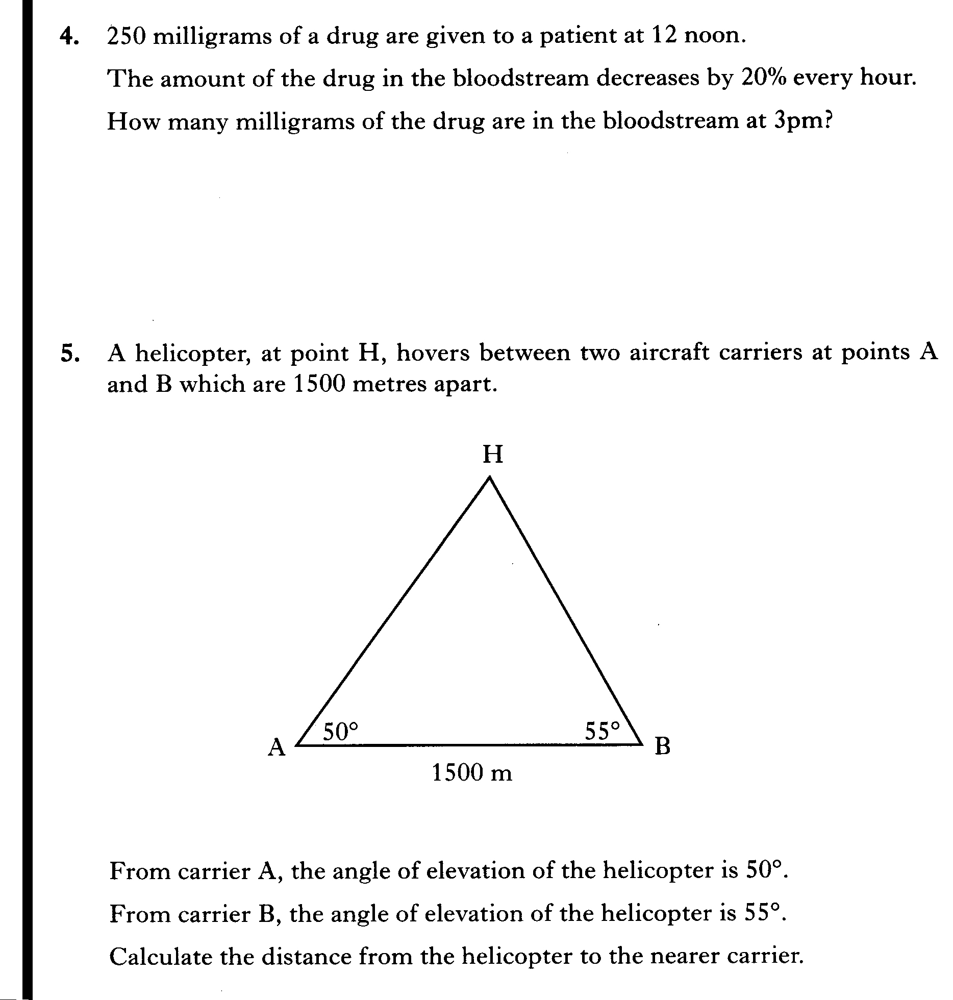 4. 250 milligrams of a drug are given to a patient at 12 noon.
The amount of the drug in the bloodstream decreases by 20% every hour.
How many milligrams of the drug are in the bloodstream at 3pm?
5. A helicopter, at point H, hovers between two aircraft carriers at points A
and B which are 1500 metres apart.
H
50°
55°
A
B
1500 m
From carrier A, the angle of elevation of the helicopter is 50°.
From carrier B, the angle of elevation of the helicopter is 55°.
Calculate the distance from the helicopter to the nearer carrier.